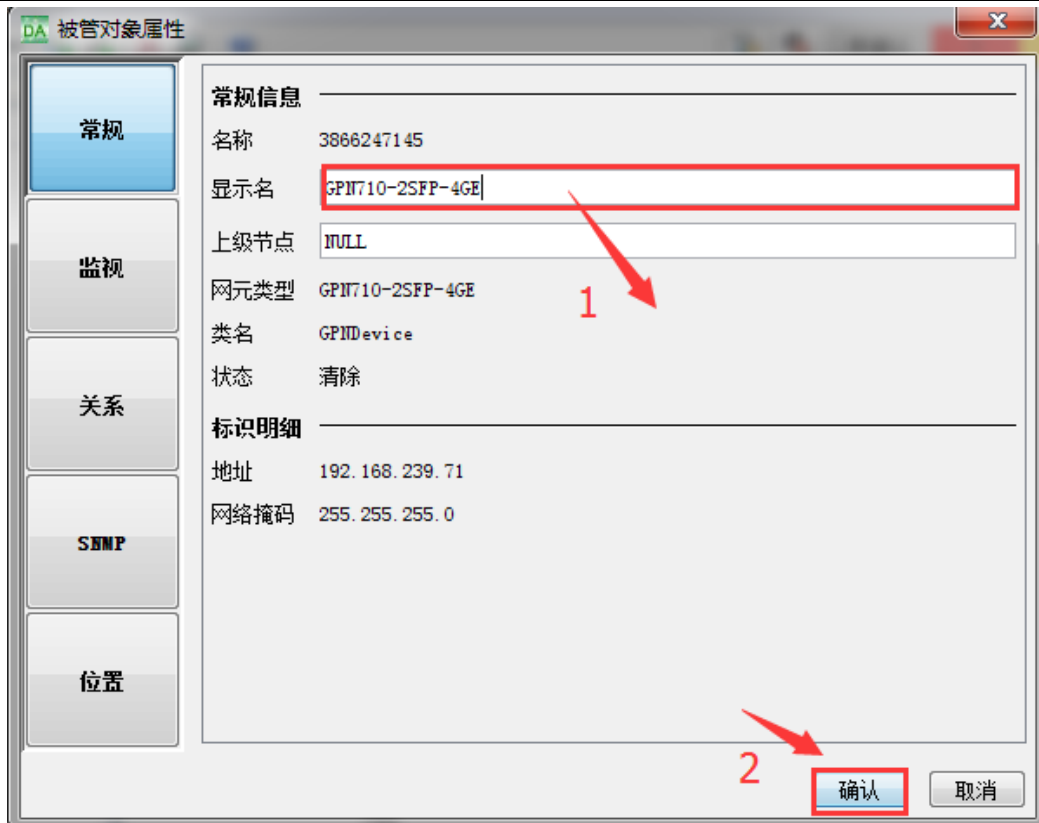 DA 被管对象属性
常规
监视
关系
SNMP
位置
常规信息
名称 3866247145
显示名 GPN710-2SFP-4GE
上级节点 NULL
网元类型 GPN710-2SFP-4GE
类名 GPNDevice
状态 清除
标识明细
地址 192.168.239.71
网络掩码 255.255.255.0
1
2
确认 取消